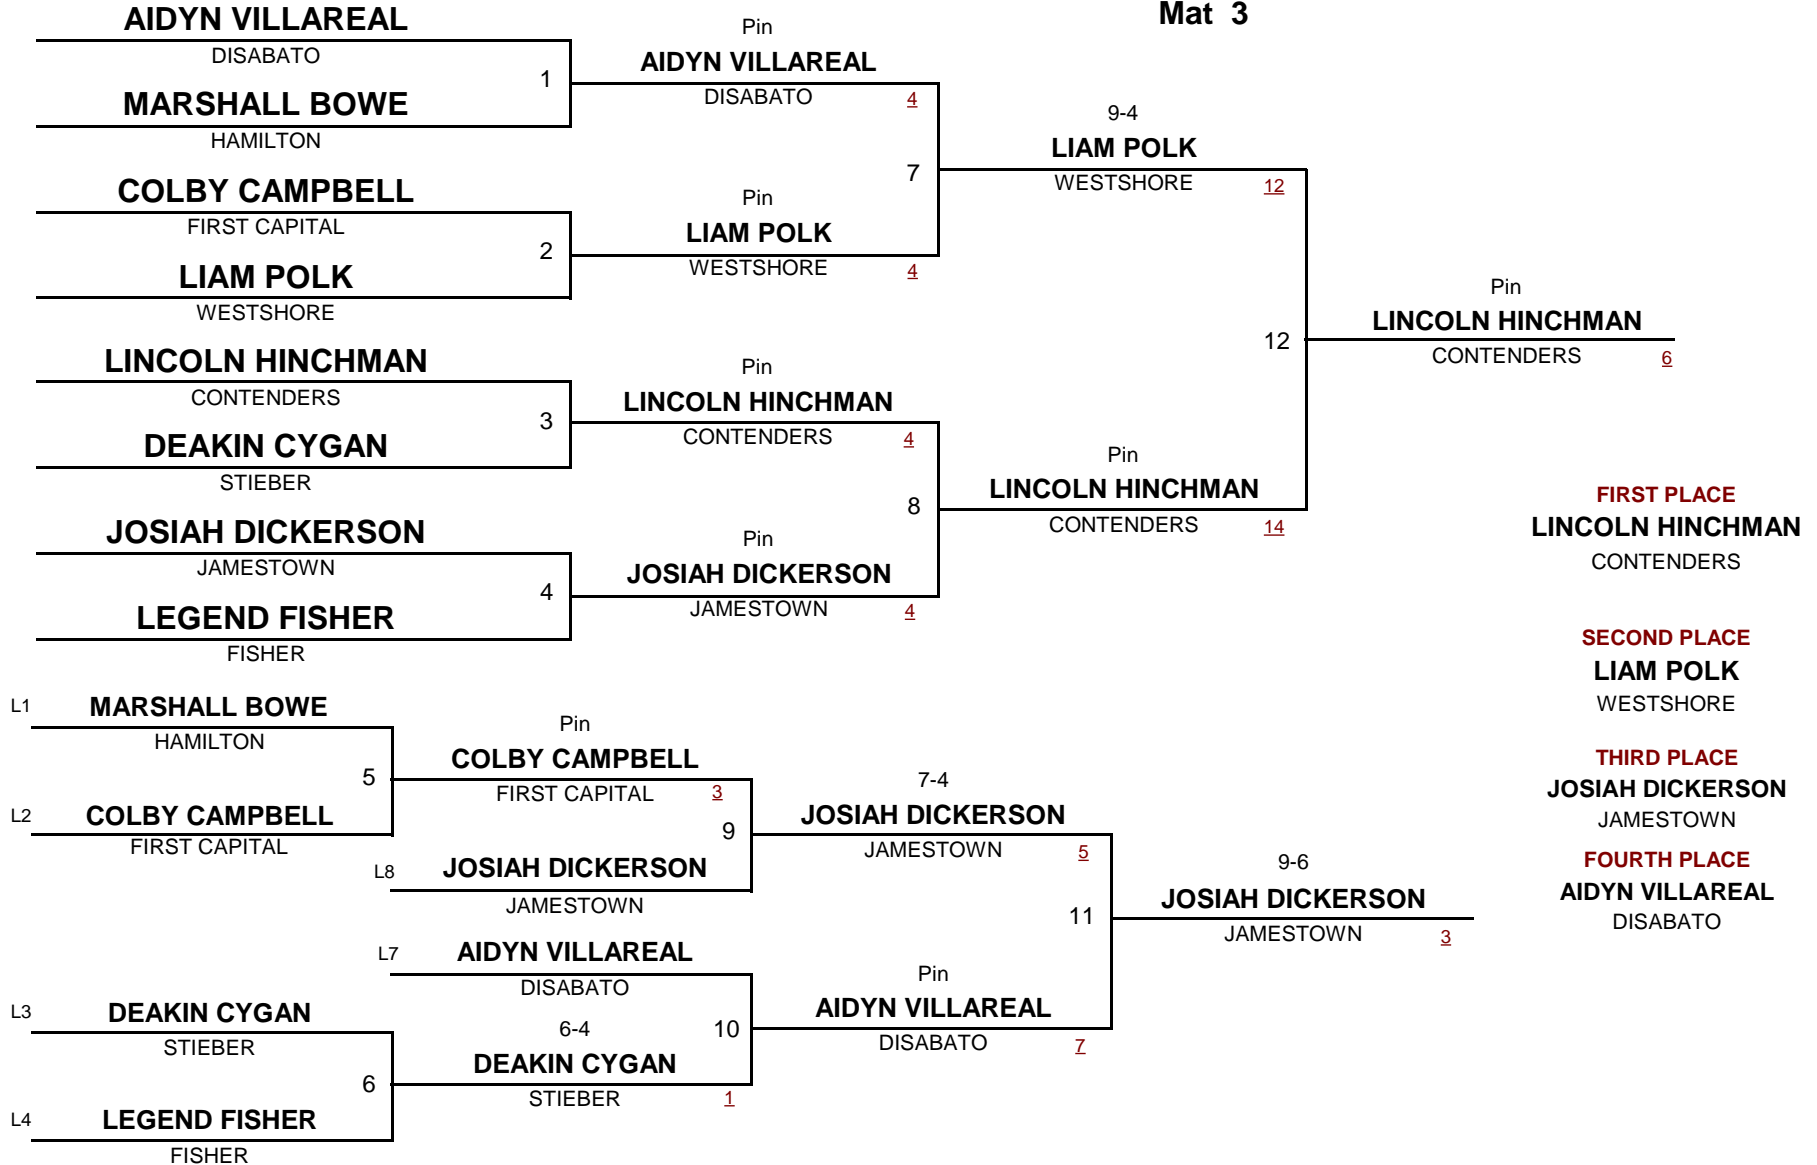 Mat 3
AIDYN VILLAREAL
DISABATO
1
MARSHALL BOWE
HAMILTON
COLBY CAMPBELL
FIRST CAPITAL
2
LIAM POLK
WESTSHORE
LINCOLN HINCHMAN
CONTENDERS
3
DEAKIN CYGAN
STIEBER
JOSIAH DICKERSON
JAMESTOWN
4
LEGEND FISHER
FISHER
Pin
AIDYN VILLAREAL
DISABATO 4
7
Pin
LIAM POLK
WESTSHORE 4
Pin
LINCOLN HINCHMAN
CONTENDERS 4
8
Pin
JOSIAH DICKERSON
JAMESTOWN 4
9-4
LIAM POLK
WESTSHORE 12
12
Pin
LINCOLN HINCHMAN
CONTENDERS 14
Pin
LINCOLN HINCHMAN
CONTENDERS 6
FIRST PLACE
LINCOLN HINCHMAN
CONTENDERS
SECOND PLACE
LIAM POLK
WESTSHORE
THIRD PLACE
JOSIAH DICKERSON
JAMESTOWN
FOURTH PLACE
AIDYN VILLAREAL
DISABATO
L1 MARSHALL BOWE
HAMILTON
5
L2 COLBY CAMPBELL
FIRST CAPITAL
L3 DEAKIN CYGAN
STIEBER
6
L4 LEGEND FISHER
FISHER
Pin
COLBY CAMPBELL
FIRST CAPITAL 3
9
L8 JOSIAH DICKERSON
JAMESTOWN
L7 AIDYN VILLAREAL
DISABATO
6-4 10
DEAKIN CYGAN
STIEBER 1
7-4
JOSIAH DICKERSON
JAMESTOWN 5
11
Pin
AIDYN VILLAREAL
DISABATO 7
9-6
JOSIAH DICKERSON
JAMESTOWN 3